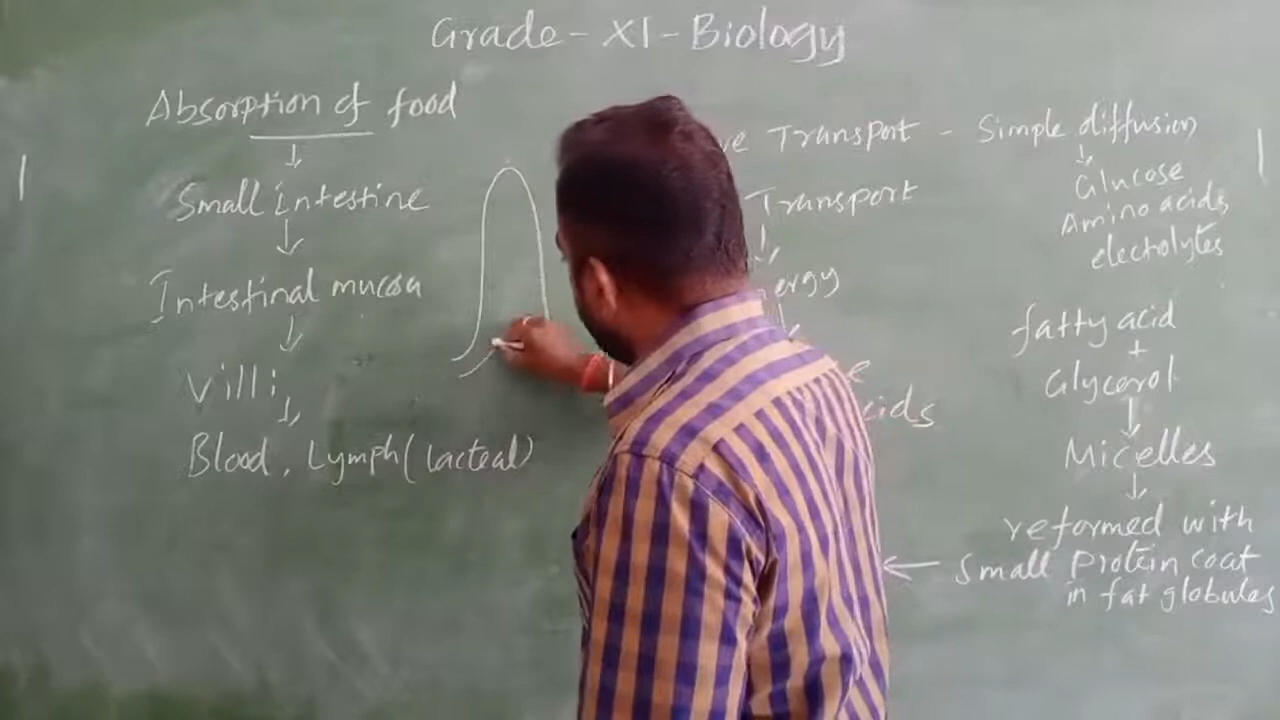 Grade - XI - Biology
Absorption of food
Small intestine
Intestinal mucosa
Villi
Blood, Lymph (lacteal)
ve Transport - Simple diffusion
Glucose
Amino acids
electrolytes
Transport
ergy
e
cids
fatty acid
+
Glycerol
Micelles
reformed with
Small Protein coat
in fat globules